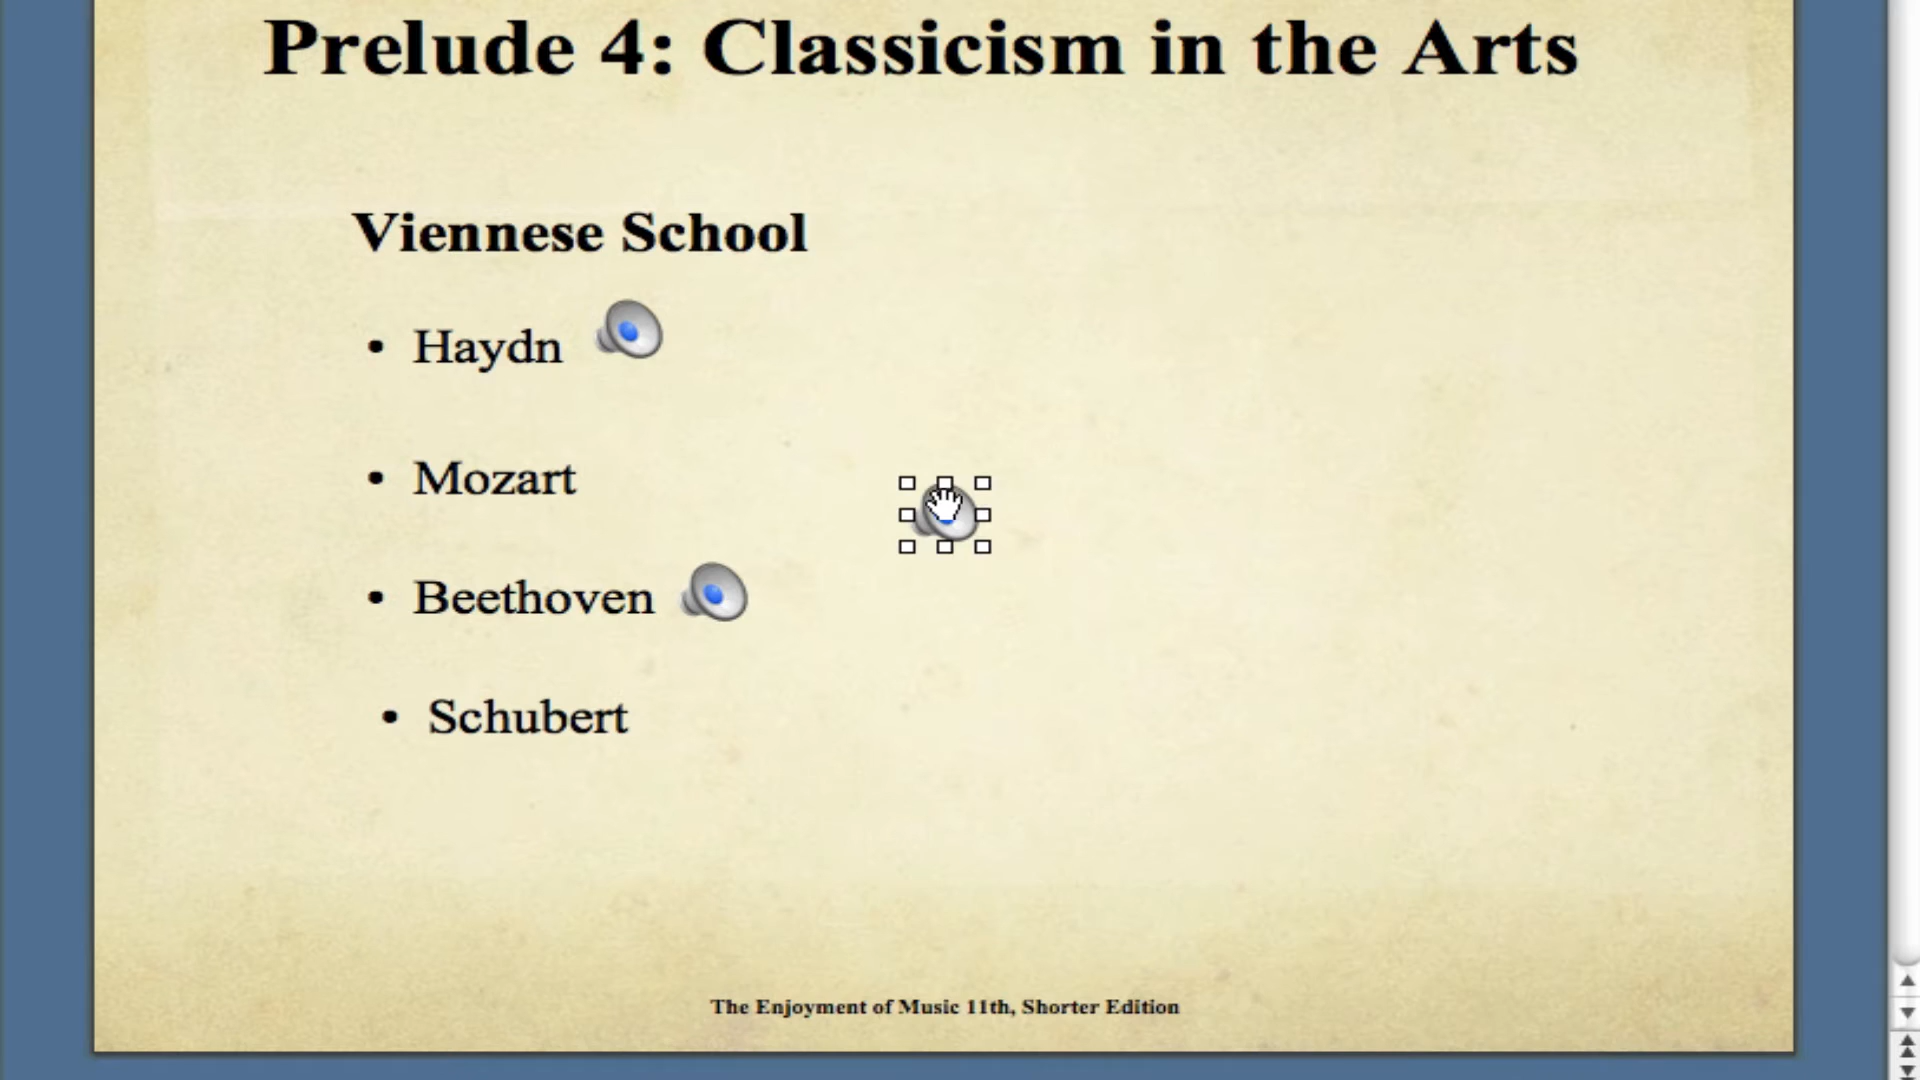 Prelude 4: Classicism in the Arts
Viennese School
• Haydn
• Mozart
• Beethoven
• Schubert
The Enjoyment of Music 11th, Shorter Edition